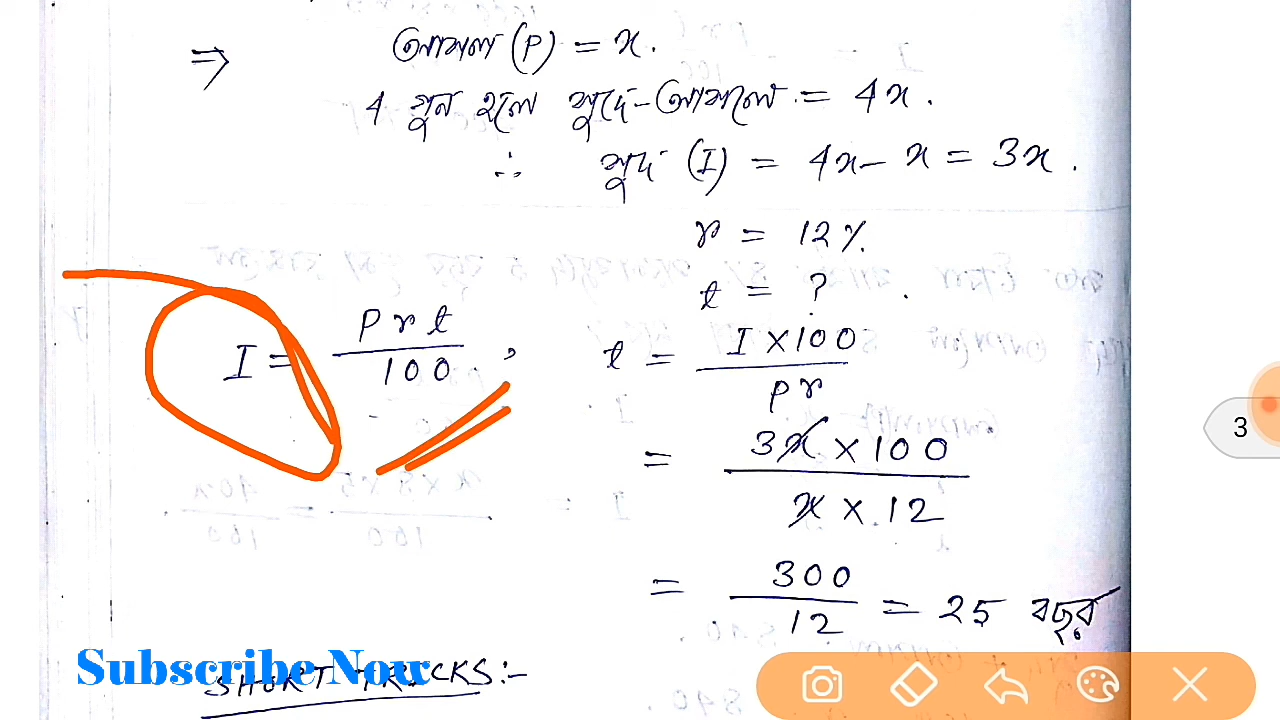 ⇒ আসল (P) = x.
4 গুন হলে সুদে-আসলে = 4x.
∴ সুদ (I) = 4x - x = 3x.
r = 12%.
t = ?
I = Prt/100, t = I×100/pr
= 3x × 100 / x × 12
= 300/12 = 25 বছর
Subscribe Now
SHORT TRICKS:-
3